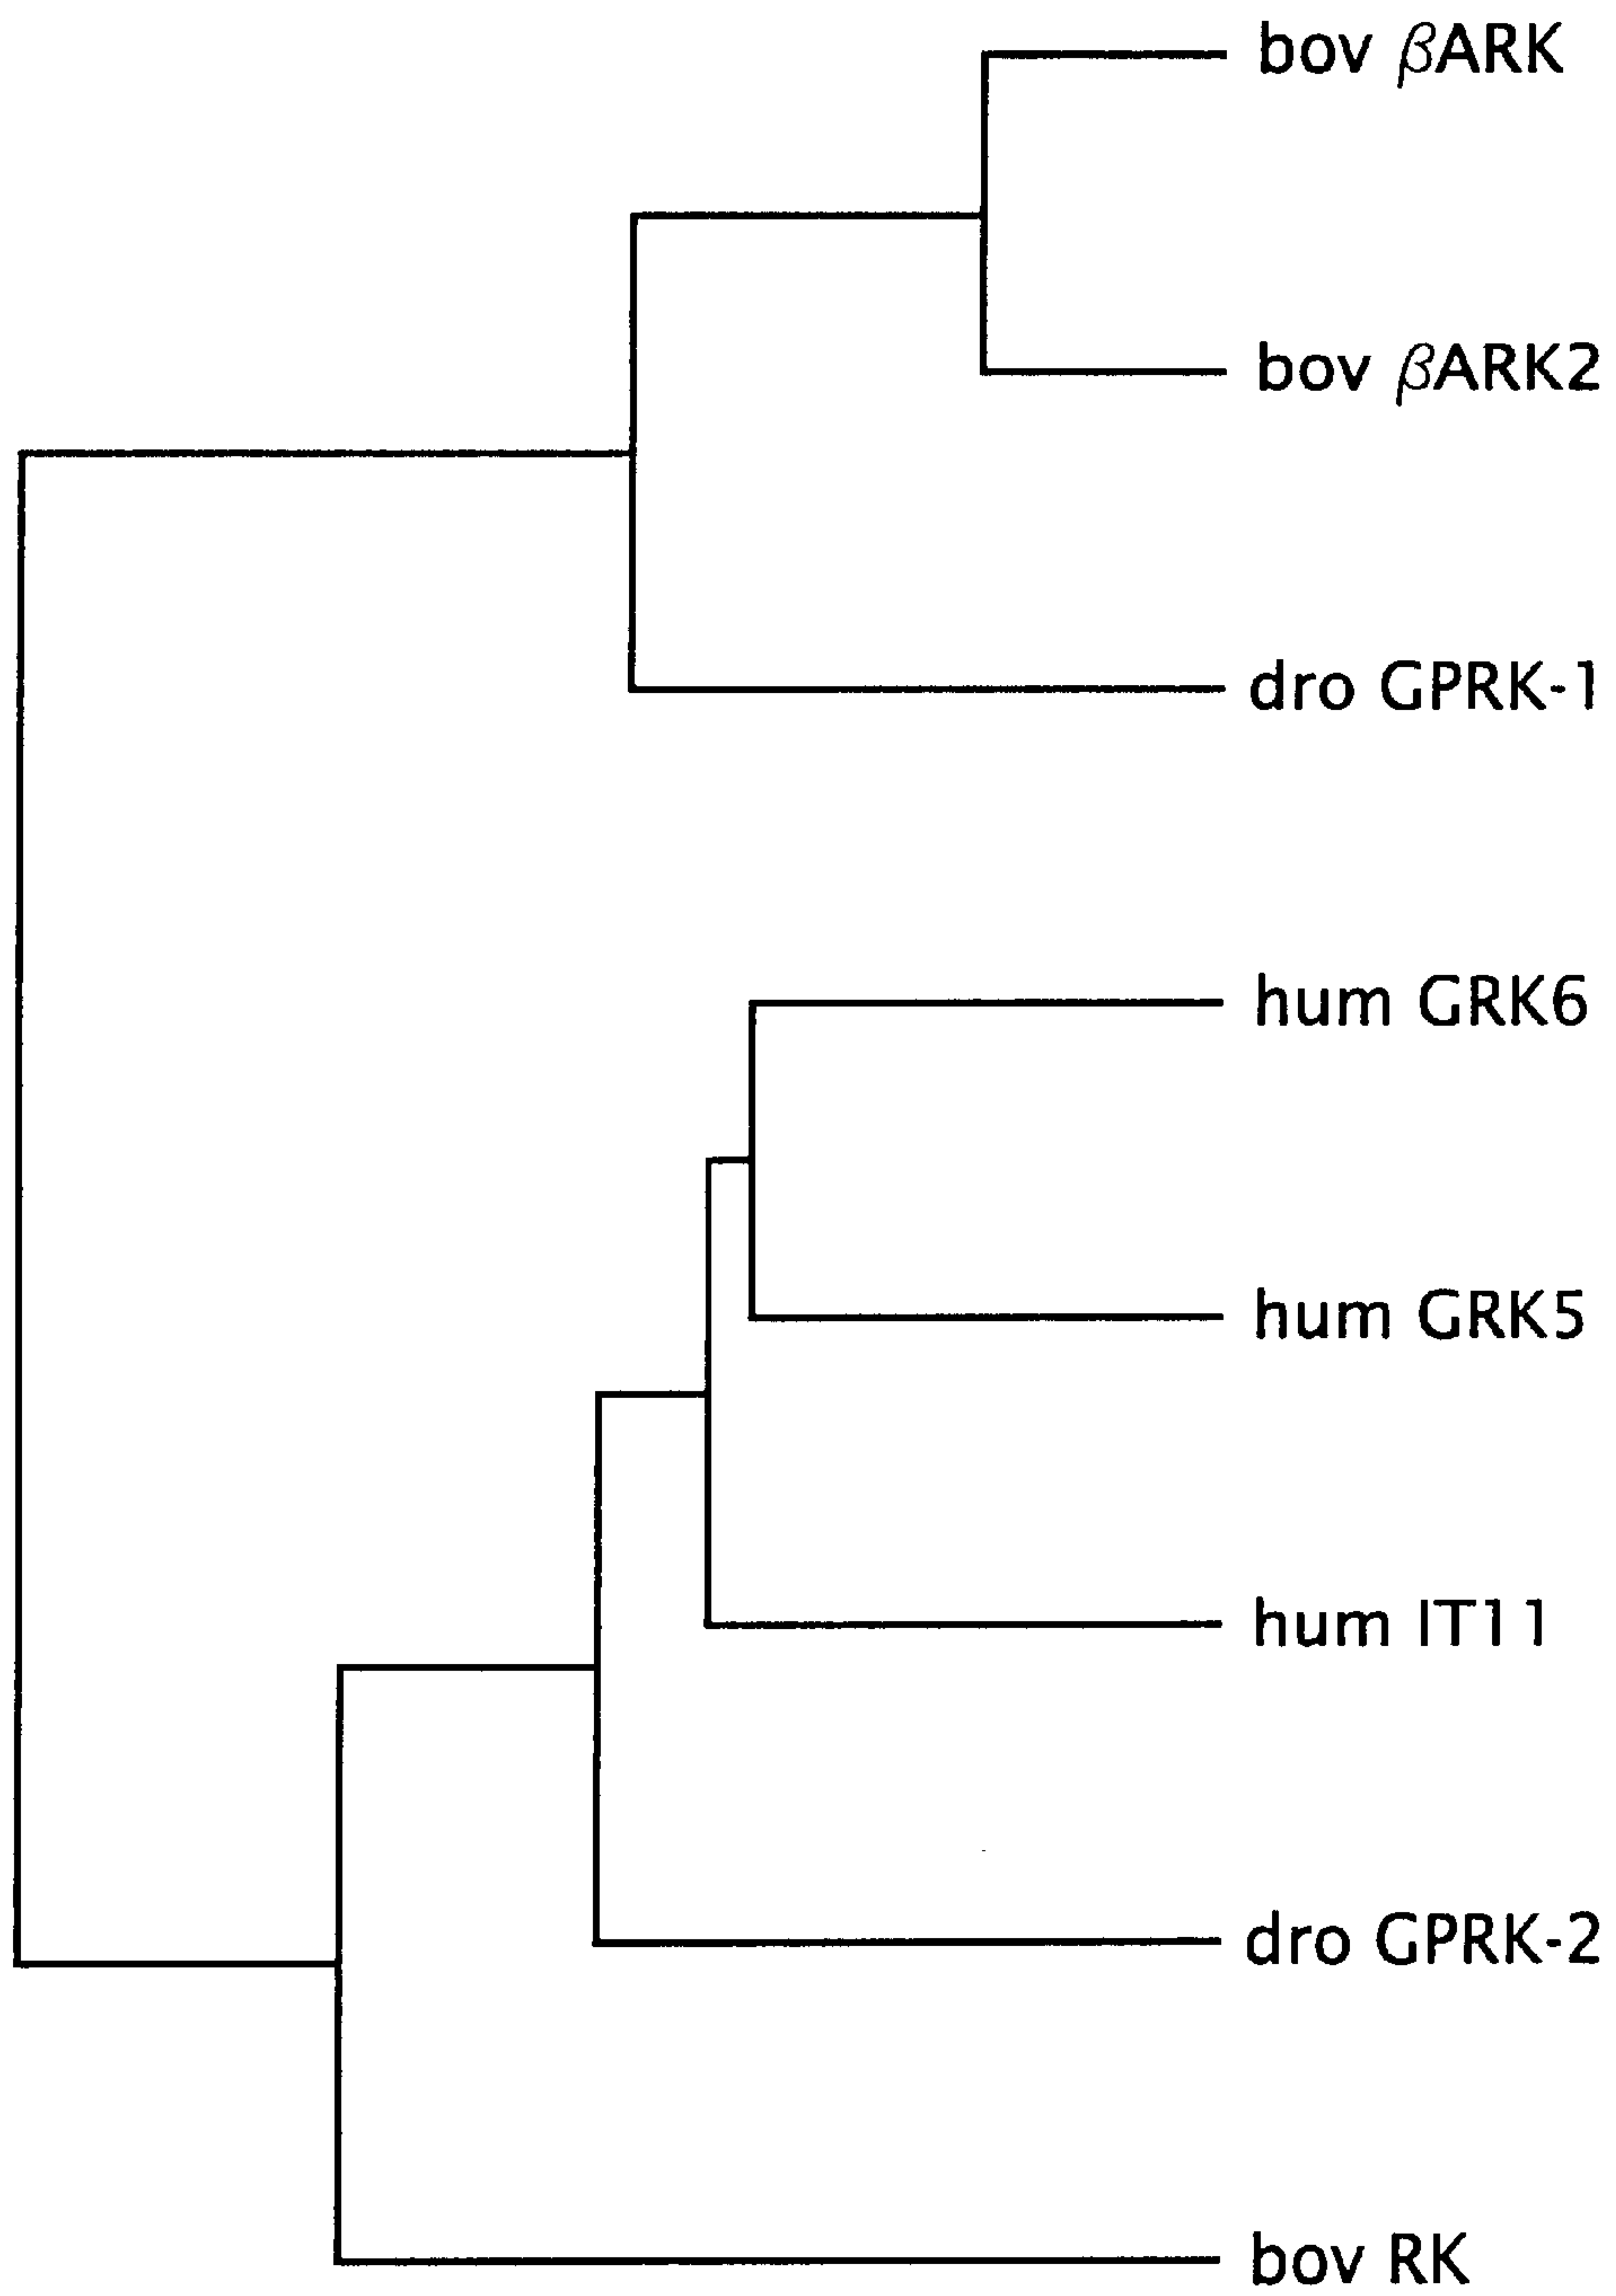 bov βARK
bov βARK2
dro GPRK-1
hum GRK6
hum GRK5
hum IT11
dro GPRK-2
bov RK